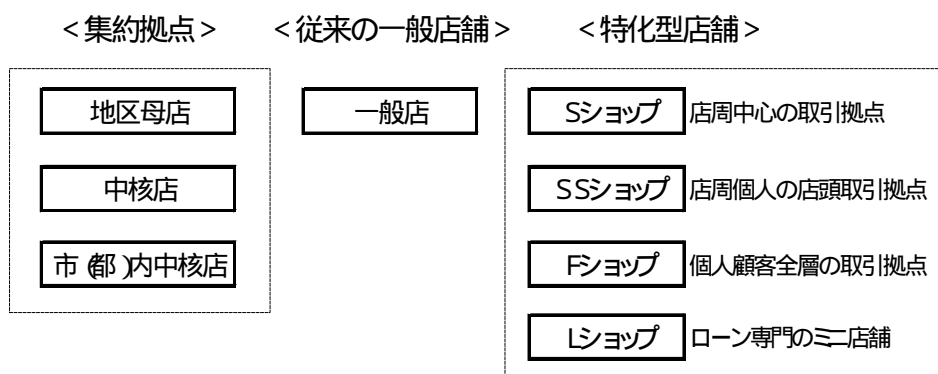 <集約拠点> <従来の一般店舗> <特化型店舗>
地区母店 一般店 Sショップ 店周中心の取引拠点
中核店 SSショップ 店周個人の店頭取引拠点
市(都)内中核店 Fショップ 個人顧客全層の取引拠点
Lショップ ローン専門のミニ店舗